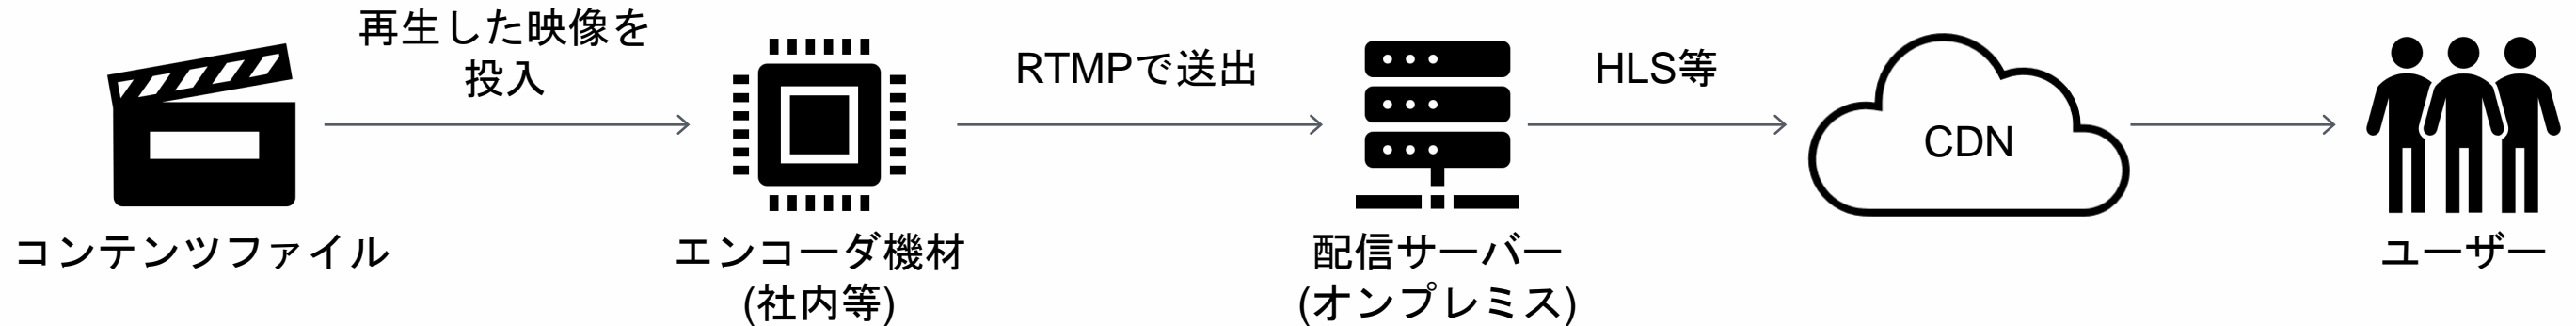 再生した映像を
投入
RTMPで送出
HLS等
CDN
コンテンツファイル
エンコーダ機材
(社内等)
配信サーバー
(オンプレミス)
ユーザー